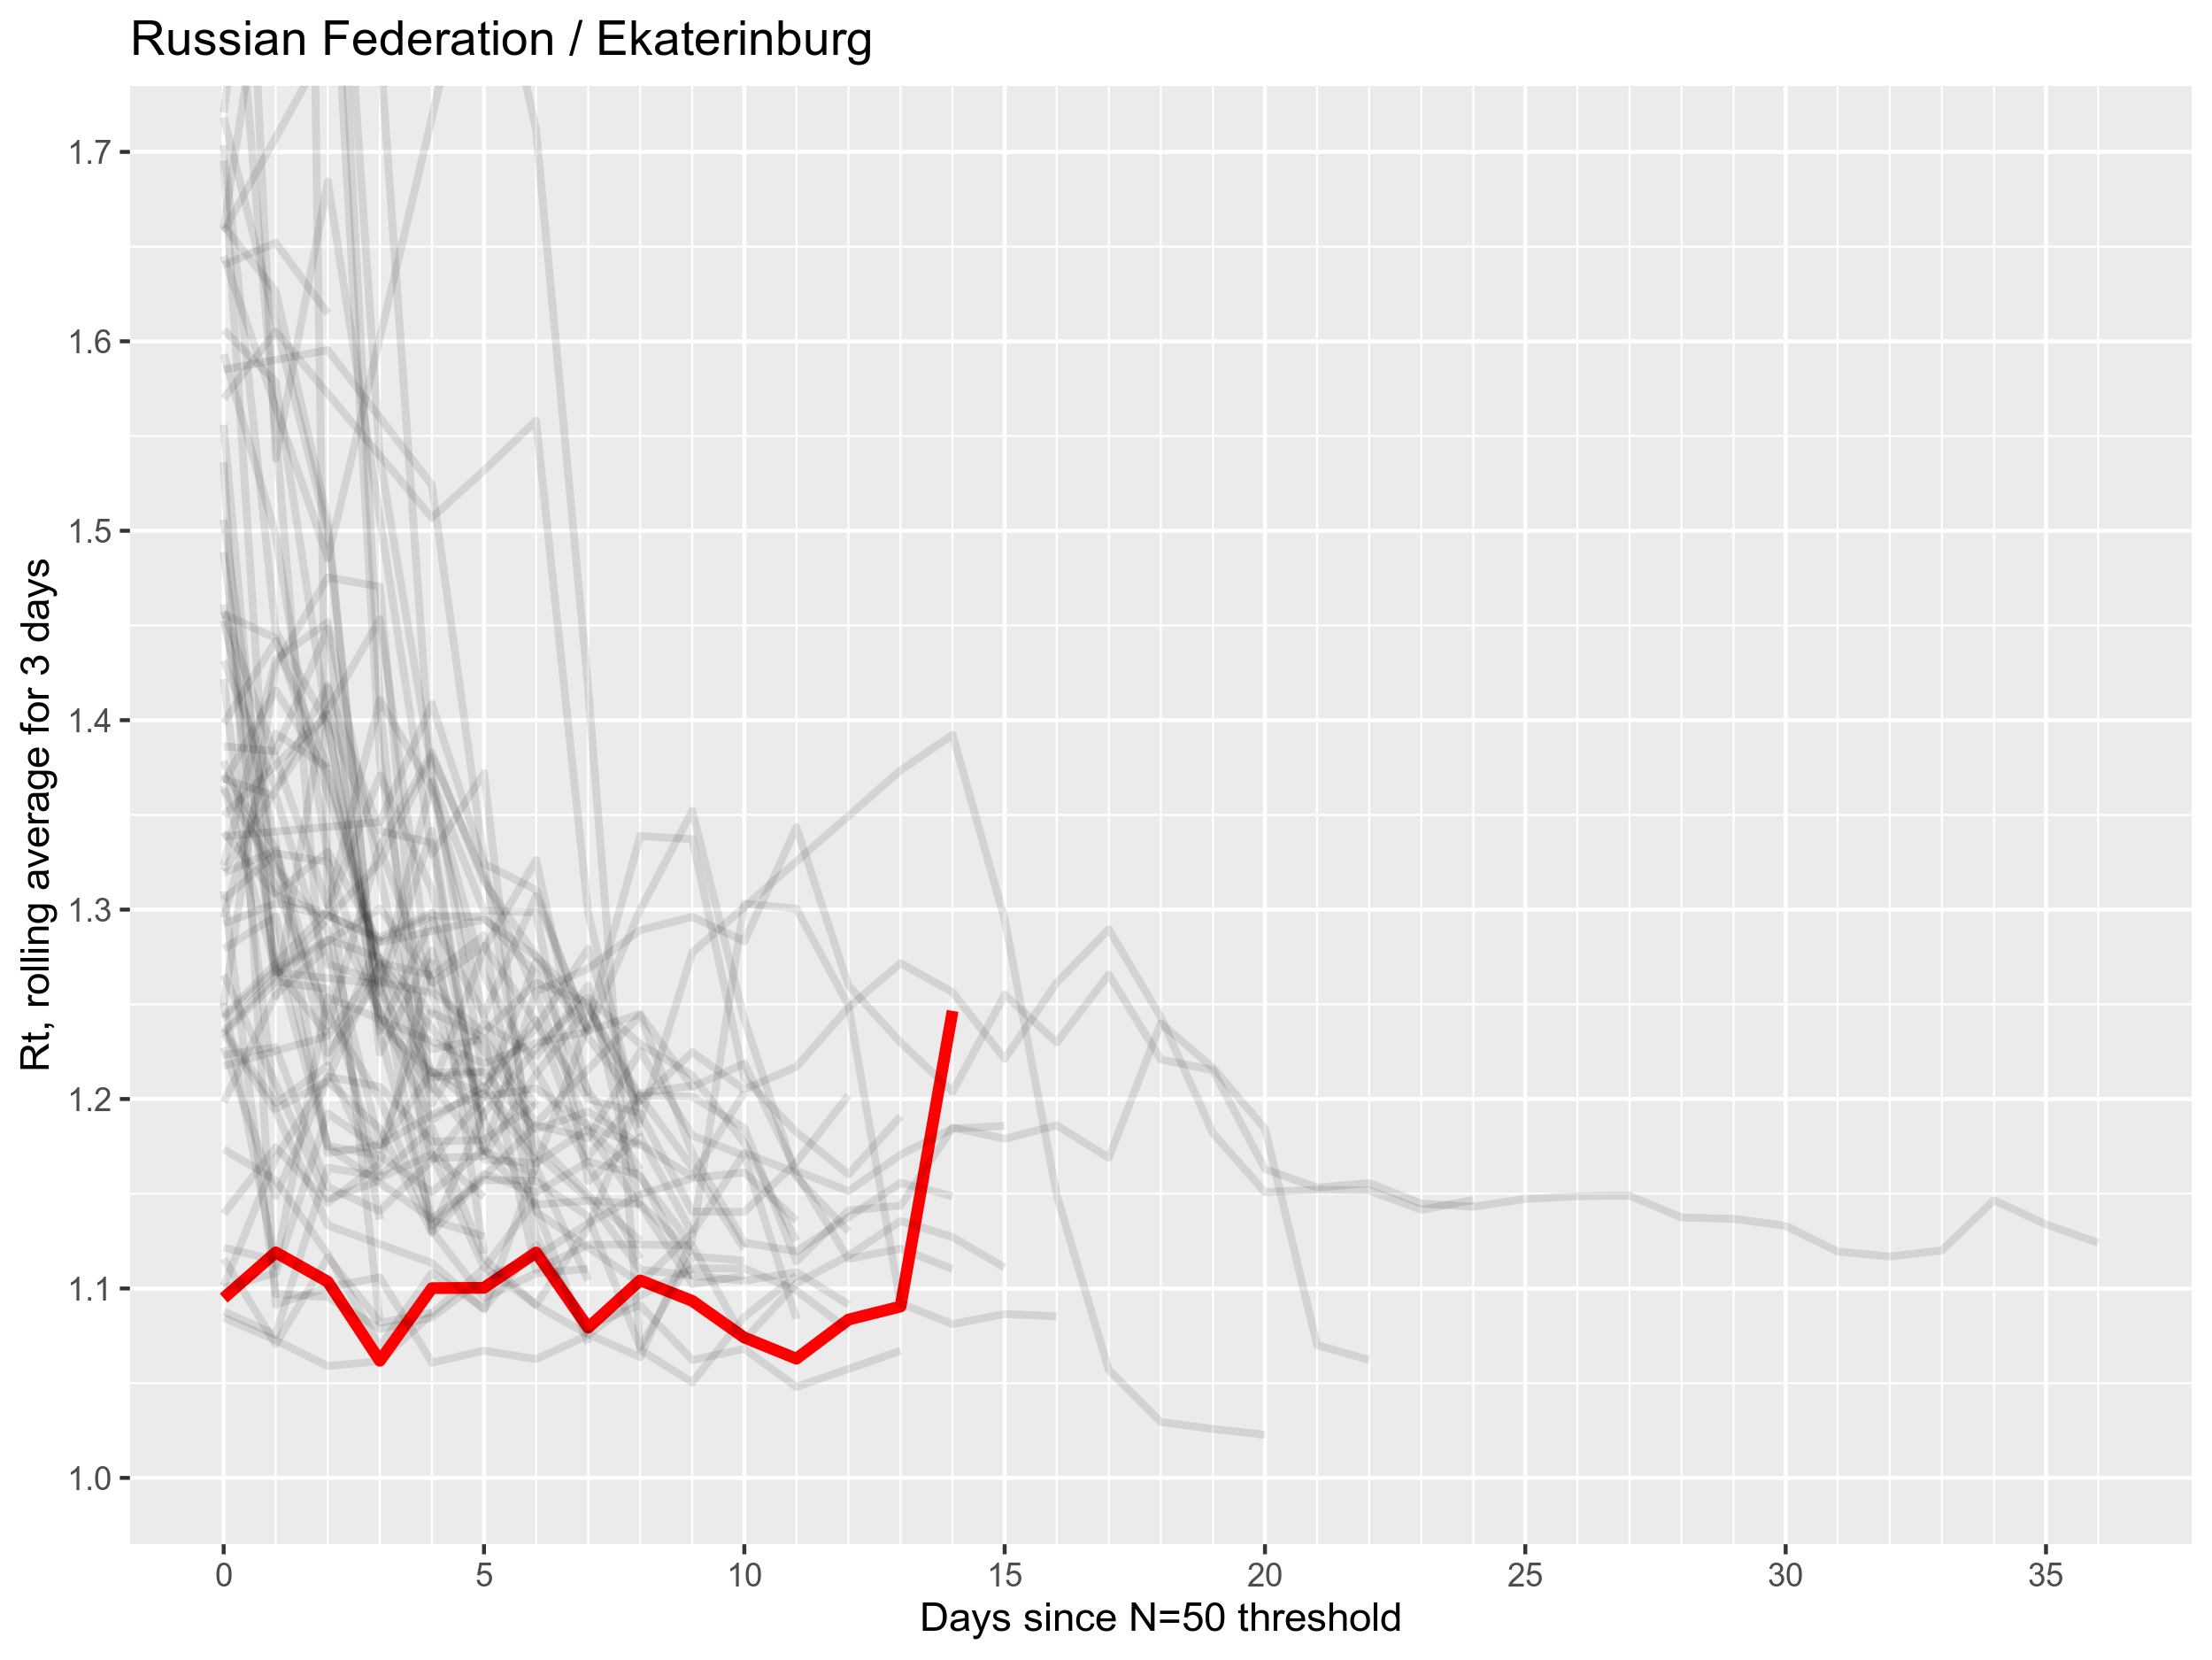 Russian Federation / Ekaterinburg
Rt, rolling average for 3 days
1.7
1.6
1.5
1.4
1.3
1.2
1.1
1.0
0 5 10 15 20 25 30 35
Days since N=50 threshold